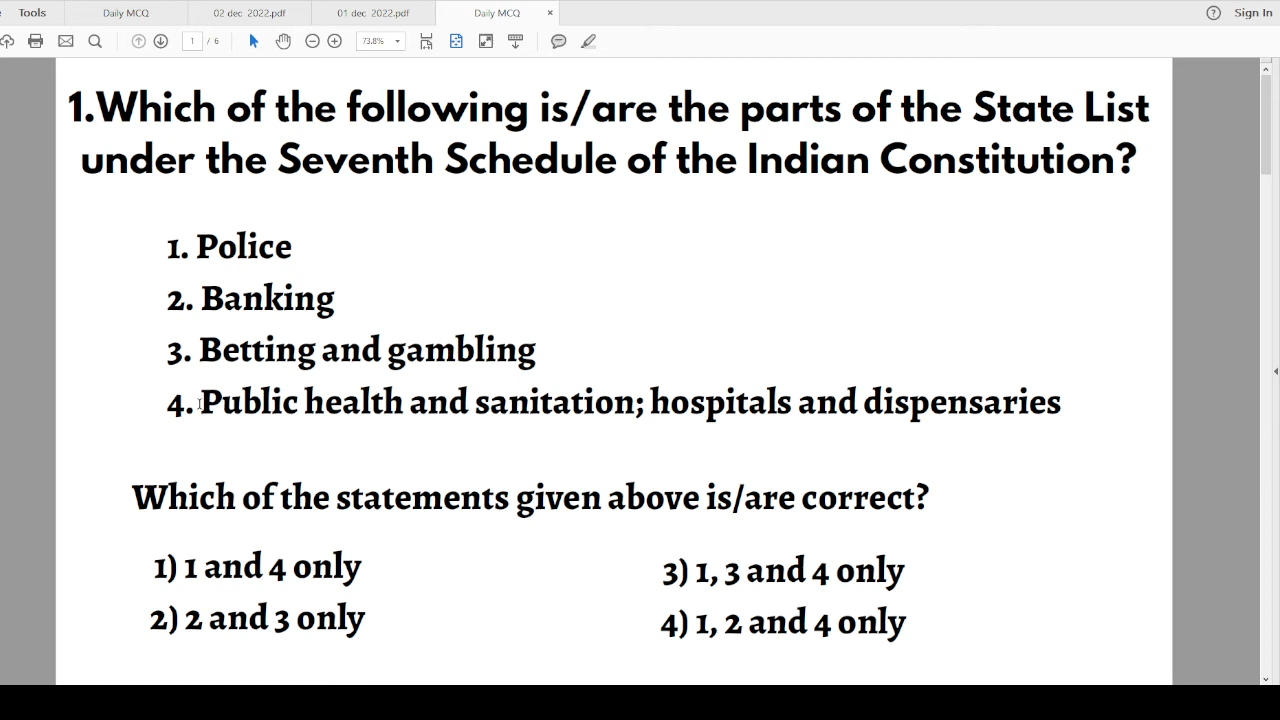 Tools Daily MCQ 02 dec 2022.pdf 01 dec 2022.pdf Daily MCQ × Sign In
1 / 6 73.8%
1.Which of the following is/are the parts of the State List
under the Seventh Schedule of the Indian Constitution?
1. Police
2. Banking
3. Betting and gambling
4. Public health and sanitation; hospitals and dispensaries
Which of the statements given above is/are correct?
1) 1 and 4 only
2) 2 and 3 only
3) 1, 3 and 4 only
4) 1, 2 and 4 only